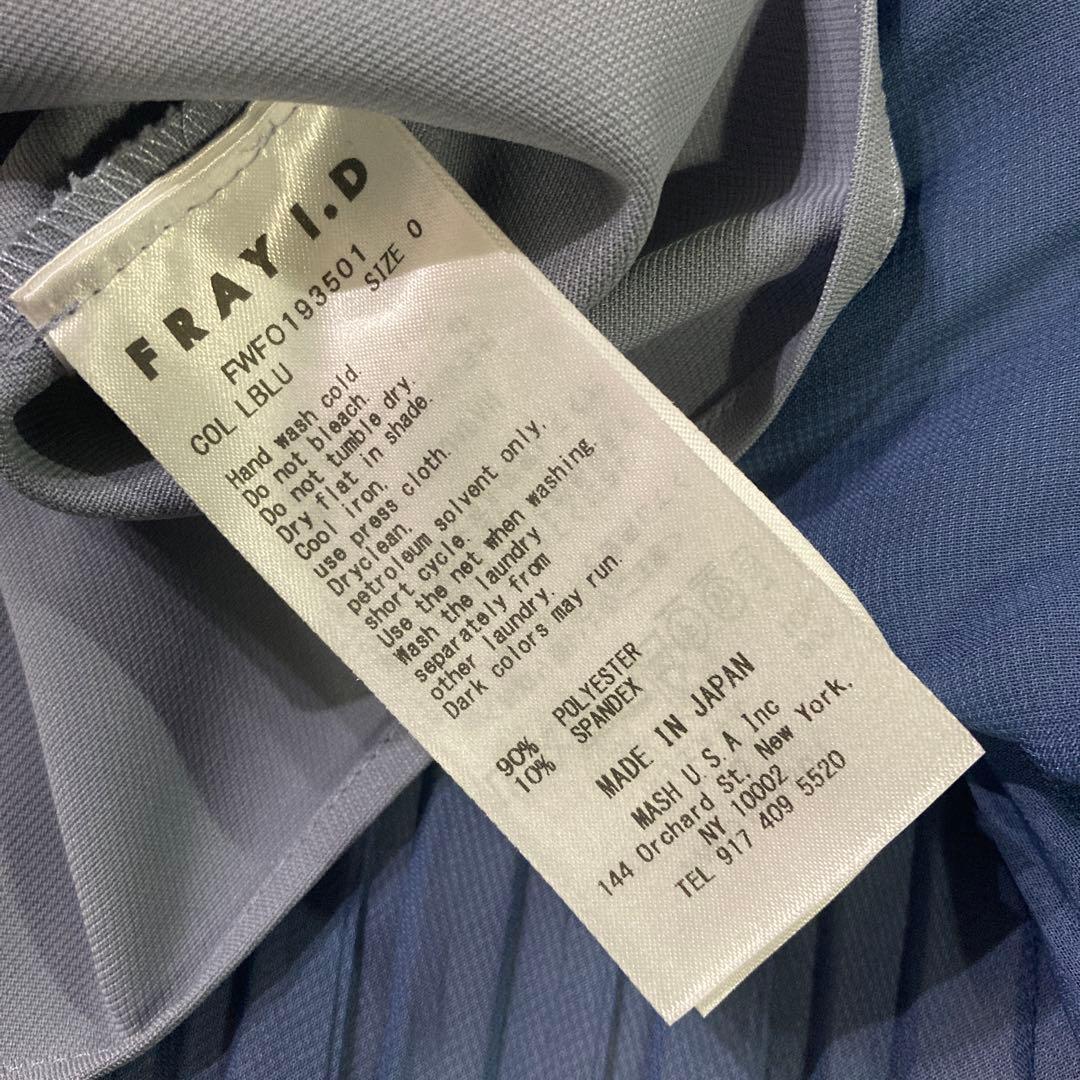 FRAY I.D
FWFO193501
COL LBLU SIZE 0
Hand wash cold
Do not bleach.
Do not tumble dry.
Dry flat in shade.
Cool iron.
use press cloth.
Dryclean.
petroleum solvent only.
short cycle.
Use the net when washing.
Wash the laundry
separately from
other laundry.
Dark colors may run.
90% POLYESTER
10% SPANDEX
MADE IN JAPAN
MASH U.S.A Inc
144 Orchard St. New York,
NY 10002
TEL 917 409 5520